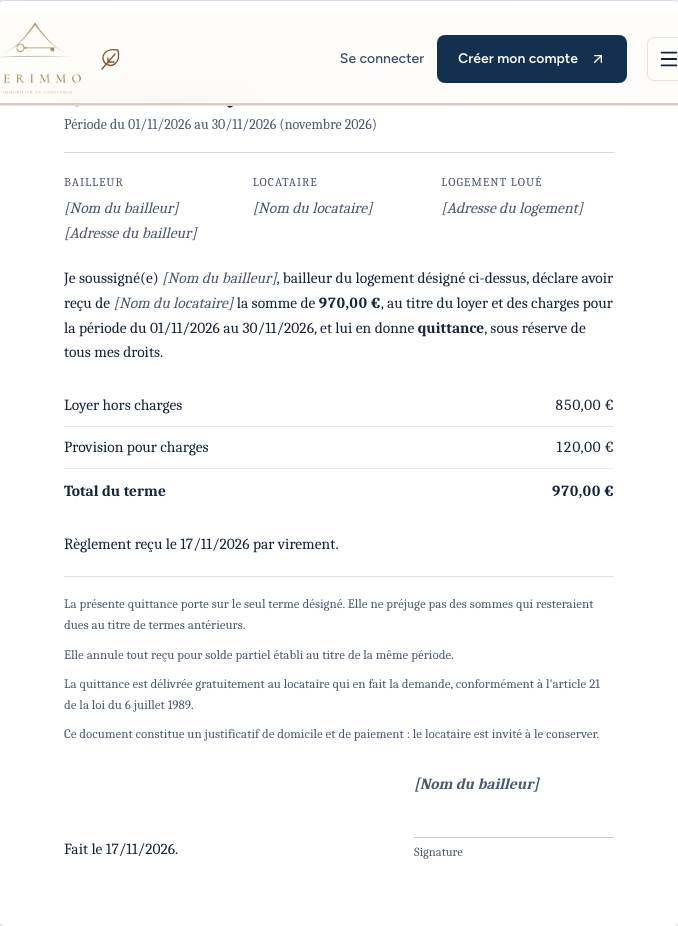 ERIMMO
Se connecter
Créer mon compte
Période du 01/11/2026 au 30/11/2026 (novembre 2026)
BAILLEUR
LOCATAIRE
LOGEMENT LOUÉ
[Nom du bailleur]
[Nom du locataire]
[Adresse du logement]
[Adresse du bailleur]
Je soussigné(e) [Nom du bailleur], bailleur du logement désigné ci-dessus, déclare avoir
reçu de [Nom du locataire] la somme de 970,00 €, au titre du loyer et des charges pour
la période du 01/11/2026 au 30/11/2026, et lui en donne quittance, sous réserve de
tous mes droits.
Loyer hors charges 850,00 €
Provision pour charges 120,00 €
Total du terme 970,00 €
Règlement reçu le 17/11/2026 par virement.
La présente quittance porte sur le seul terme désigné. Elle ne préjuge pas des sommes qui resteraient
dues au titre de termes antérieurs.
Elle annule tout reçu pour solde partiel établi au titre de la même période.
La quittance est délivrée gratuitement au locataire qui en fait la demande, conformément à l'article 21
de la loi du 6 juillet 1989.
Ce document constitue un justificatif de domicile et de paiement : le locataire est invité à le conserver.
[Nom du bailleur]
Fait le 17/11/2026.
Signature